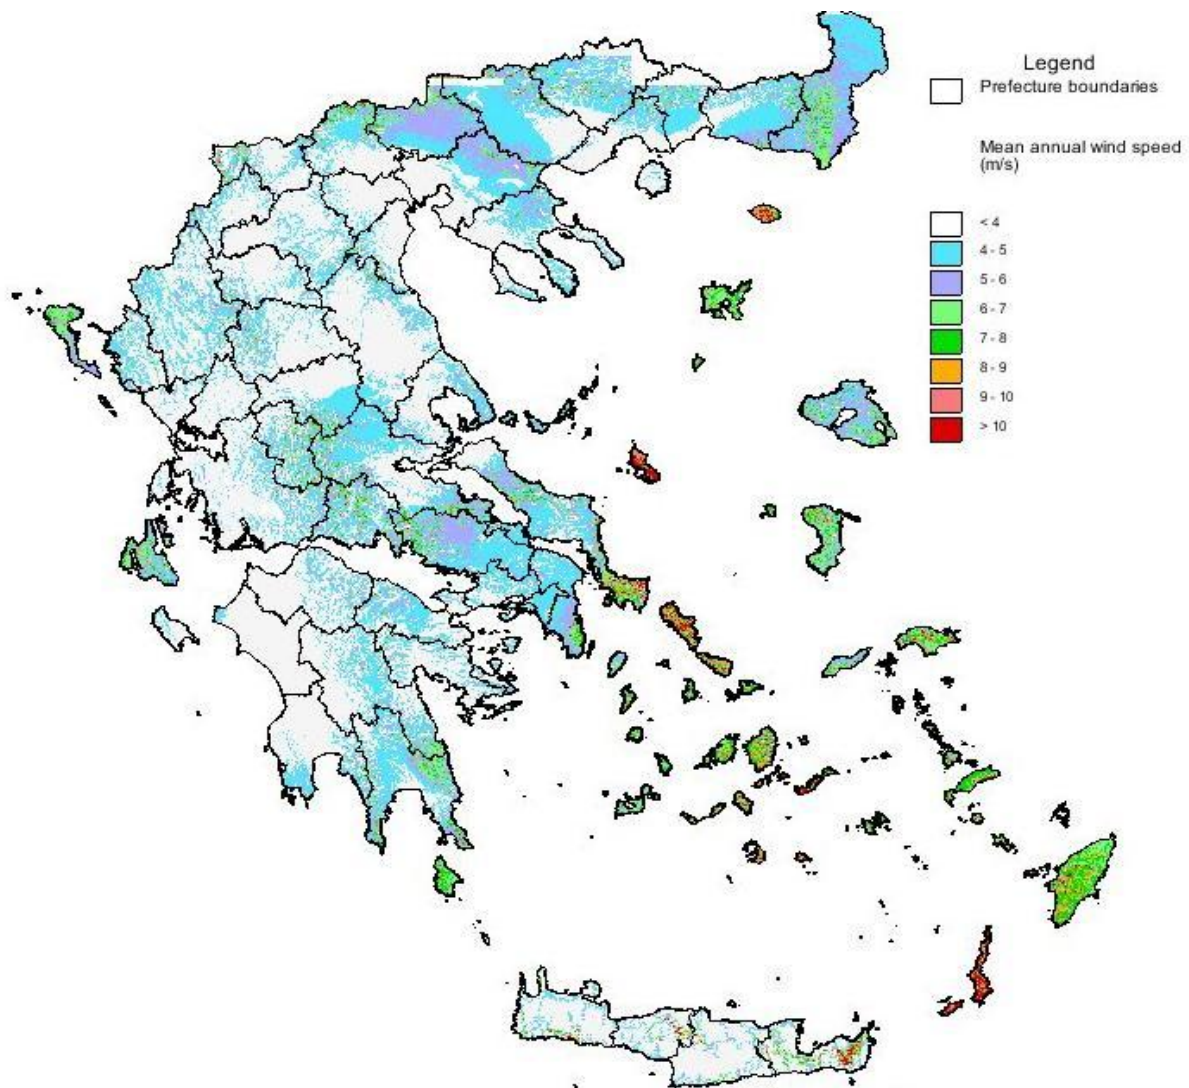 Legend
Prefecture boundaries
Mean annual wind speed
(m/s)
< 4
4 - 5
5 - 6
6 - 7
7 - 8
8 - 9
9 - 10
> 10